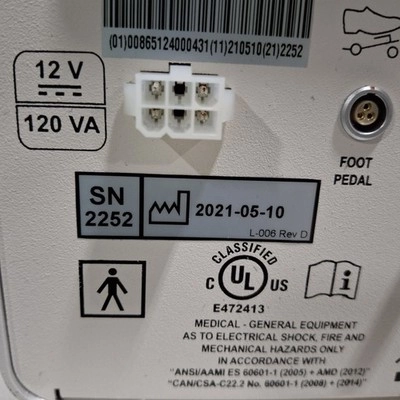 (01)00865124000431(11)210510(21)2252
12 V
120 VA
FOOT
PEDAL
SN
2252
2021-05-10
L-006 Rev D
CLASSIFIED
C UL US
E472413
MEDICAL - GENERAL EQUIPMENT
AS TO ELECTRICAL SHOCK, FIRE AND
MECHANICAL HAZARDS ONLY
IN ACCORDANCE WITH
"ANSI/AAMI ES 60601-1 (2005) + AMD (2012)"
"CAN/CSA-C22.2 No. 60601-1 (2008) + (2014)"